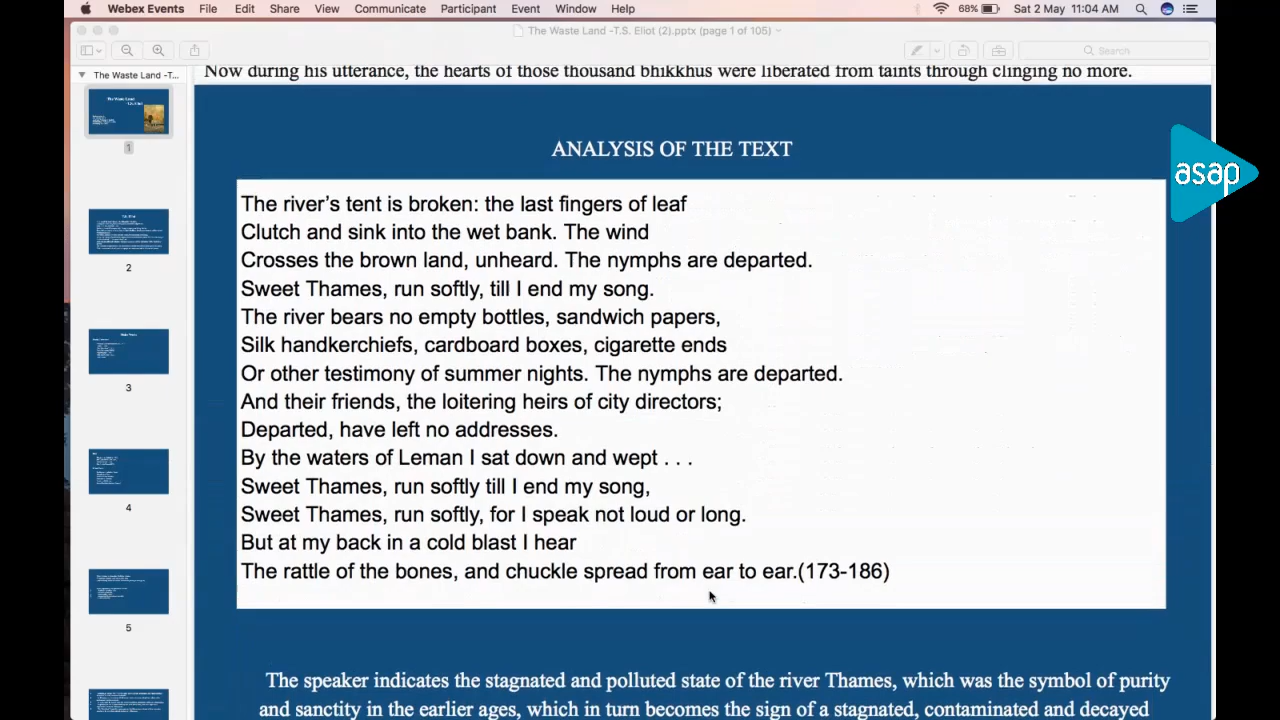 Webex Events File Edit Share View Communicate Participant Event Window Help 68% Sat 2 May 11:04 AM
The Waste Land -T.S. Eliot (2).pptx (page 1 of 105)
Search
The Waste Land -T...
Now during his utterance, the hearts of those thousand bhikkhus were liberated from taints through clinging no more.
1
2
3
4
5
asap
ANALYSIS OF THE TEXT
The river's tent is broken: the last fingers of leaf
Clutch and sink into the wet bank. The wind
Crosses the brown land, unheard. The nymphs are departed.
Sweet Thames, run softly, till I end my song.
The river bears no empty bottles, sandwich papers,
Silk handkerchiefs, cardboard boxes, cigarette ends
Or other testimony of summer nights. The nymphs are departed.
And their friends, the loitering heirs of city directors;
Departed, have left no addresses.
By the waters of Leman I sat down and wept . . .
Sweet Thames, run softly till I end my song,
Sweet Thames, run softly, for I speak not loud or long.
But at my back in a cold blast I hear
The rattle of the bones, and chuckle spread from ear to ear.(173-186)
The speaker indicates the stagnated and polluted state of the river Thames, which was the symbol of purity
and sanctity in the earlier ages, which in turn becomes the sign a stagnated, contaminated and decayed